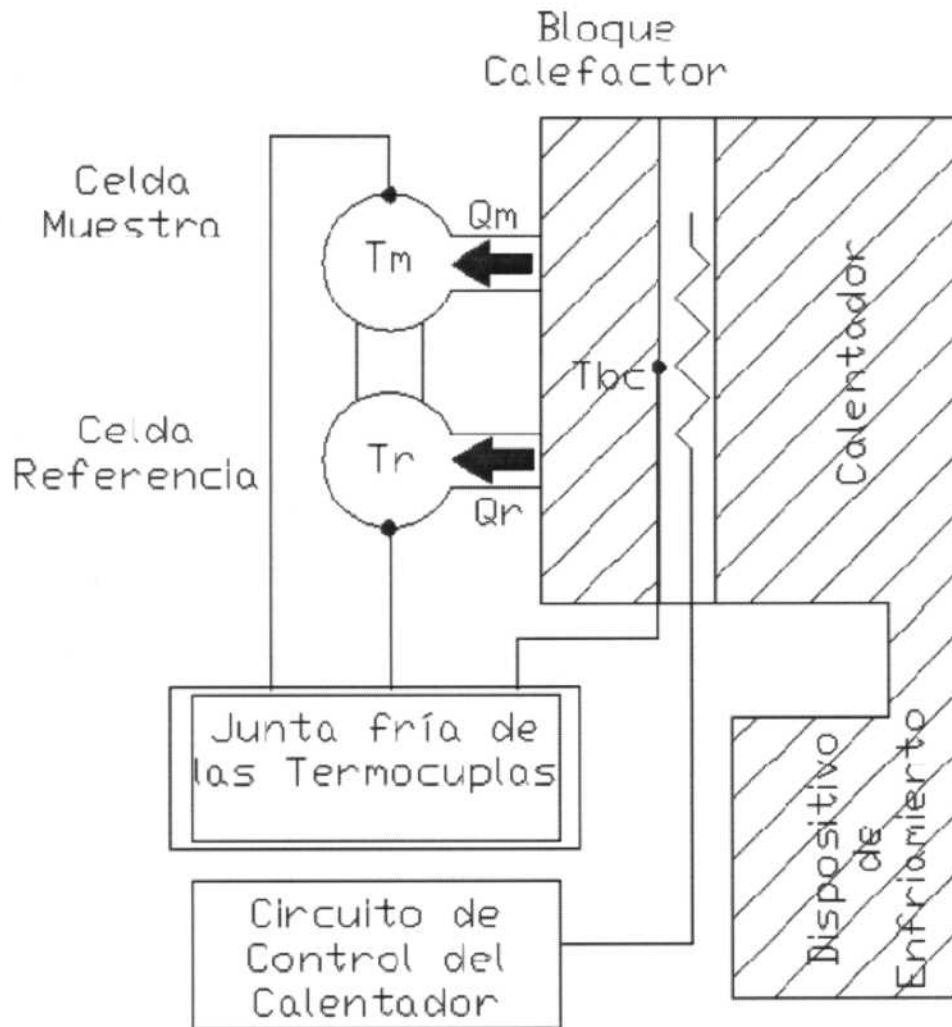 Bloque
Calefactor
Celda
Muestra
Qm
Tm
Tbc
Calentador
Celda
Referencia
Tr
Qr
Junta fría de
las Termocuplas
Dispositivo
de
Enfriamiento
Circuito de
Control del
Calentador